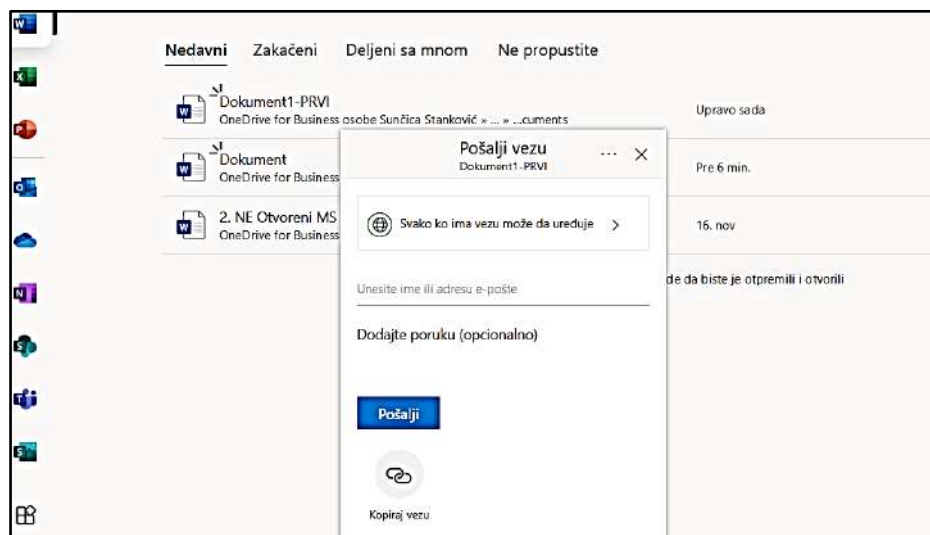 Nedavni Zakačeni Deljeni sa mnom Ne propustite
Dokument1-PRVI
OneDrive for Business osobe Sunčica Stanković » ... » ...cuments
Upravo sada
Dokument
OneDrive for Business
Pre 6 min.
2. NE Otvoreni MS
OneDrive for Business
16. nov
de da biste je otpremili i otvorili
Pošalji vezu
Dokument1-PRVI
Svako ko ima vezu može da uređuje
Unesite ime ili adresu e-pošte
Dodajte poruku (opcionalno)
Pošalji
Kopiraj vezu